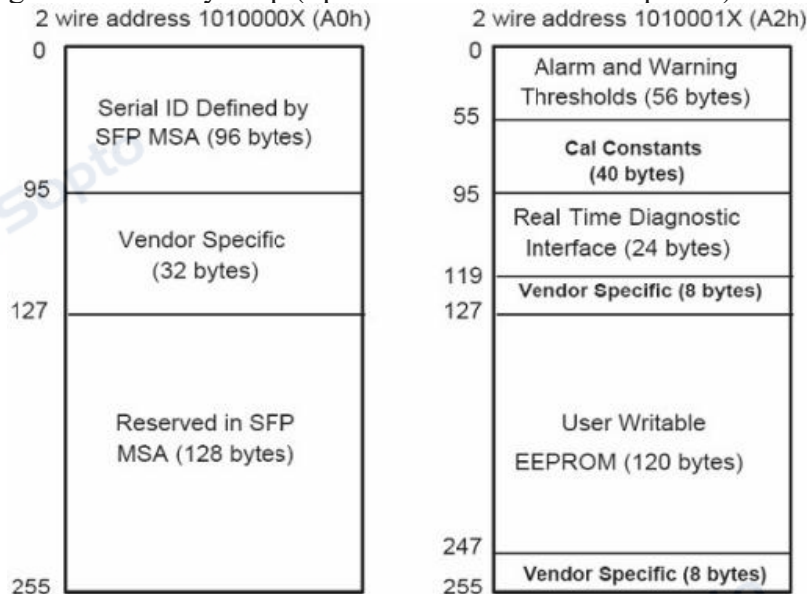 2 wire address 1010000X (A0h)
0
Serial ID Defined by
SFP MSA (96 bytes)
95
Vendor Specific
(32 bytes)
127
Reserved in SFP
MSA (128 bytes)
255
2 wire address 1010001X (A2h)
0
Alarm and Warning
Thresholds (56 bytes)
55
Cal Constants
(40 bytes)
95
Real Time Diagnostic
Interface (24 bytes)
119
Vendor Specific (8 bytes)
127
User Writable
EEPROM (120 bytes)
247
Vendor Specific (8 bytes)
255
Sopto